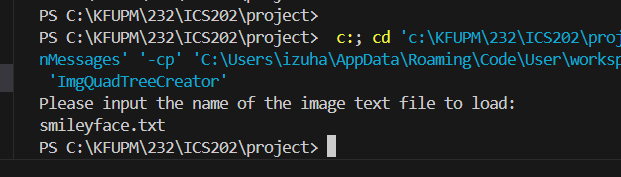 PS C:\KFUPM\232\ICS202\project>
PS C:\KFUPM\232\ICS202\project>  c:; cd 'c:\KFUPM\232\ICS202\proj
nMessages' '-cp' 'C:\Users\izuha\AppData\Roaming\Code\User\worksp
'ImgQuadTreeCreator'
Please input the name of the image text file to load:
smileyface.txt
PS C:\KFUPM\232\ICS202\project>